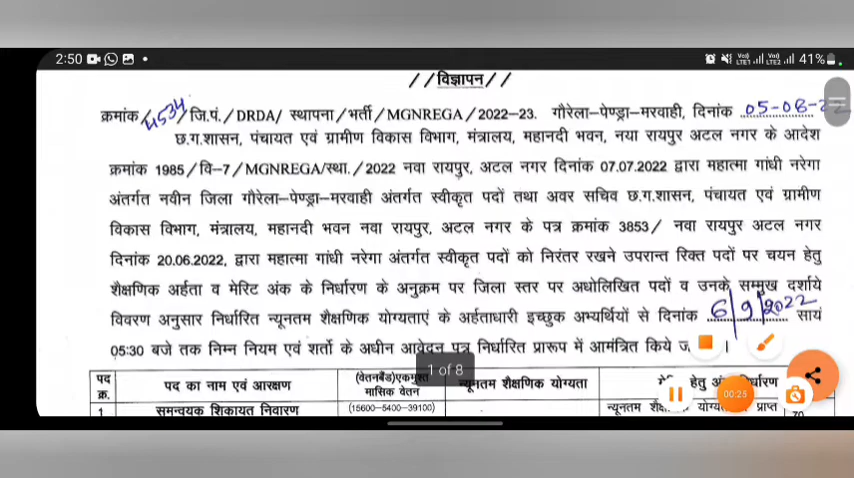 2:50 41%
//विज्ञापन//
क्रमांक/4534/जि.पं./DRDA/ स्थापना/भर्ती/MGNREGA/2022-23. गौरेला-पेण्ड्रा-मरवाही, दिनांक 05-08-22
छ.ग.शासन, पंचायत एवं ग्रामीण विकास विभाग, मंत्रालय, महानदी भवन, नया रायपुर अटल नगर के आदेश
क्रमांक 1985/वि-7/MGNREGA/स्था./2022 नवा रायपुर, अटल नगर दिनांक 07.07.2022 द्वारा महात्मा गांधी नरेगा
अंतर्गत नवीन जिला गौरेला-पेण्ड्रा-मरवाही अंतर्गत स्वीकृत पदों तथा अवर सचिव छ.ग.शासन, पंचायत एवं ग्रामीण
विकास विभाग, मंत्रालय, महानदी भवन नवा रायपुर, अटल नगर के पत्र क्रमांक 3853/ नवा रायपुर अटल नगर
दिनांक 20.06.2022, द्वारा महात्मा गांधी नरेगा अंतर्गत स्वीकृत पदों को निरंतर रखने उपरान्त रिक्त पदों पर चयन हेतु
शैक्षणिक अर्हता व मेरिट अंक के निर्धारण के अनुक्रम पर जिला स्तर पर अधोलिखित पदों व उनके सम्मुख दर्शाये
विवरण अनुसार निर्धारित न्यूनतम शैक्षणिक योग्यताएं के अर्हताधारी इच्छुक अभ्यर्थियों से दिनांक 6/9/2022 सायं
05:30 बजे तक निम्न नियम एवं शर्तो के अधीन आवेदन पत्र निर्धारित प्रारूप में आमंत्रित किये
1 of 8
पद क्र. पद का नाम एवं आरक्षण (वेतनबैंड)एकमुश्त मासिक वेतन न्यूनतम शैक्षणिक योग्यता हेतु
00:25
1 समन्वयक शिकायत निवारण (15600-5400-39100) न्यूनतम योग्यता प्राप्त 70